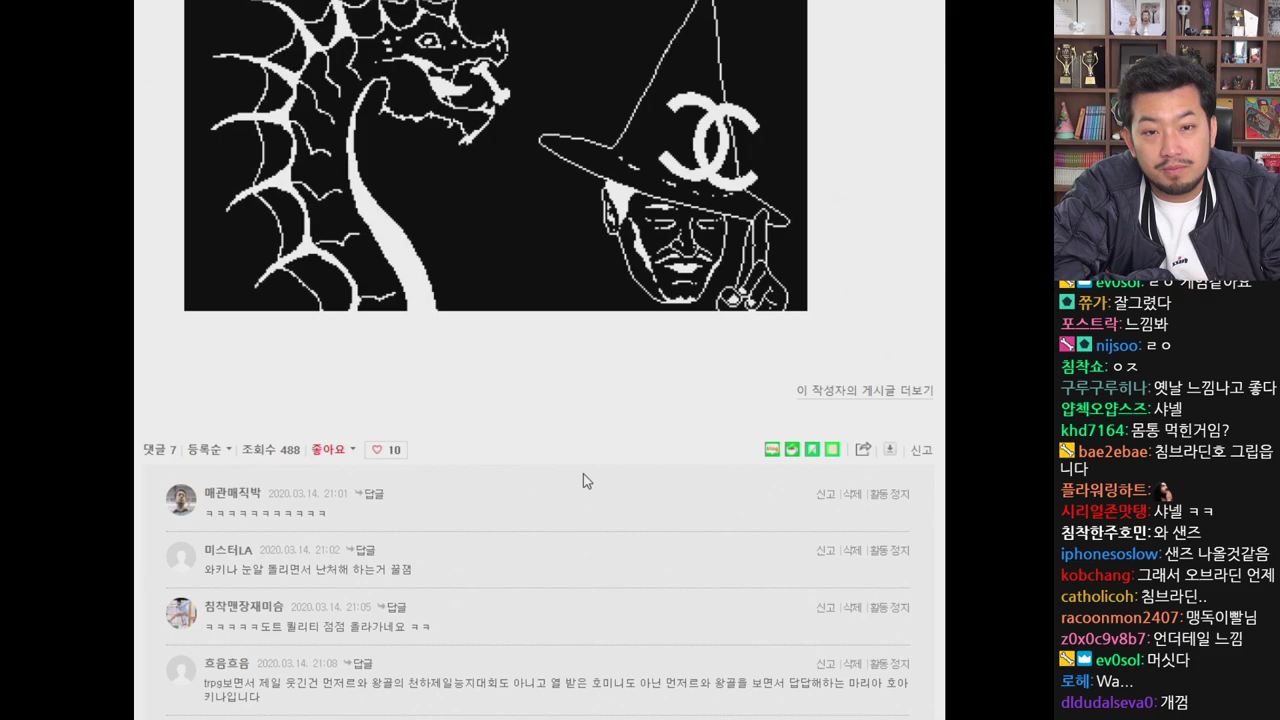 이 작성자의 게시글 더보기
댓글 7 등록순 조회수 488 좋아요 10 신고
매관매직박 2020.03.14. 21:01 답글 신고 | 삭제 | 활동정지
ㅋㅋㅋㅋㅋㅋㅋㅋㅋㅋㅋ
미스터LA 2020.03.14. 21:02 답글 신고 | 삭제 | 활동정지
와키나 눈알 돌리면서 난처해 하는거 꿀잼
침착맨장재미슴 2020.03.14. 21:05 답글 신고 | 삭제 | 활동정지
ㅋㅋㅋㅋㅋ도트 퀄리티 점점 올라가네요 ㅋㅋ
흐음흐음 2020.03.14. 21:08 답글 신고 | 삭제 | 활동정지
trpg보면서 제일 웃긴건 먼저르와 왕골의 천하제일능지대회도 아니고 열 받은 호미니도 아닌 먼저르와 왕골을 보면서 답답해하는 마리아 호아
키나입니다
ev0sol: ㄹㅇ 게임같아요
쮸가: 잘그렸다
포스트락: 느낌봐
nijsoo: ㄹㅇ
침착쇼: ㅇㅈ
구루구루히나: 옛날 느낌나고 좋다
얍첵오얍스즈: 샤넬
khd7164: 몸통 먹힌거임?
bae2ebae: 침브라딘호 그립읍
니다
플라워링하트:
시리얼존맛탱: 샤넬 ㅋㅋ
침착한주호민: 와 샌즈
iphonesoslow: 샌즈 나올것같음
kobchang: 그래서 오브라딘 언제
catholicoh: 침브라딘..
racoonmon2407: 맹독이빨님
z0x0c9v8b7: 언더테일 느낌
ev0sol: 머싯다
로헤: Wa...
dldudalseva0: 개껌